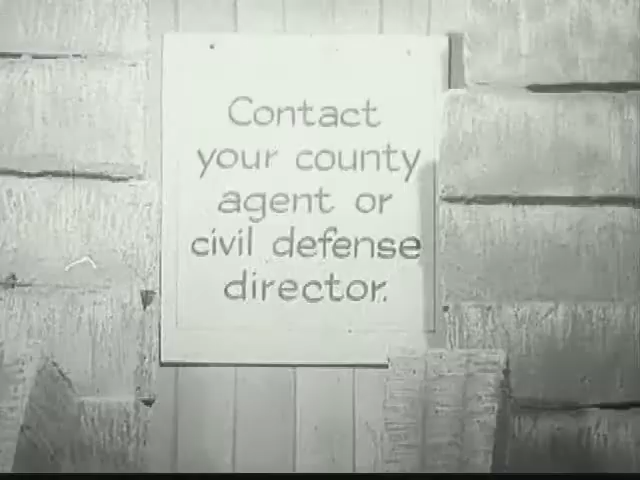 Contact
your county
agent or
civil defense
director.